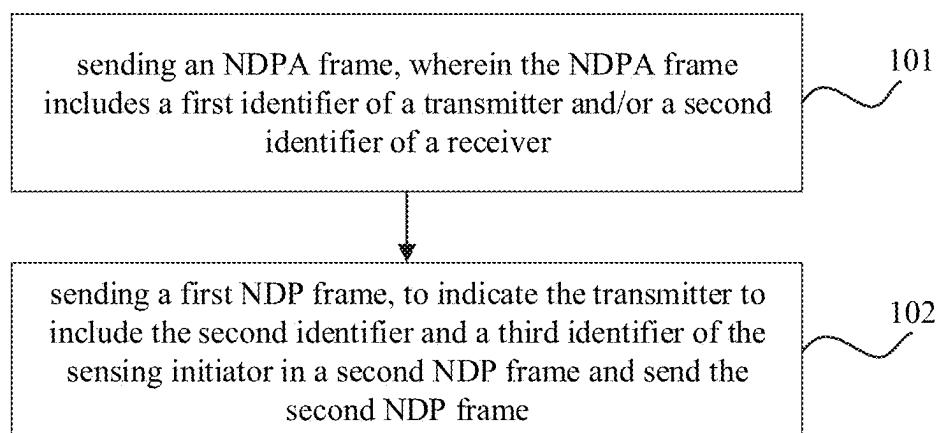 sending an NDPA frame, wherein the NDPA frame
includes a first identifier of a transmitter and/or a second
identifier of a receiver
101
sending a first NDP frame, to indicate the transmitter to
include the second identifier and a third identifier of the
sensing initiator in a second NDP frame and send the
second NDP frame
102